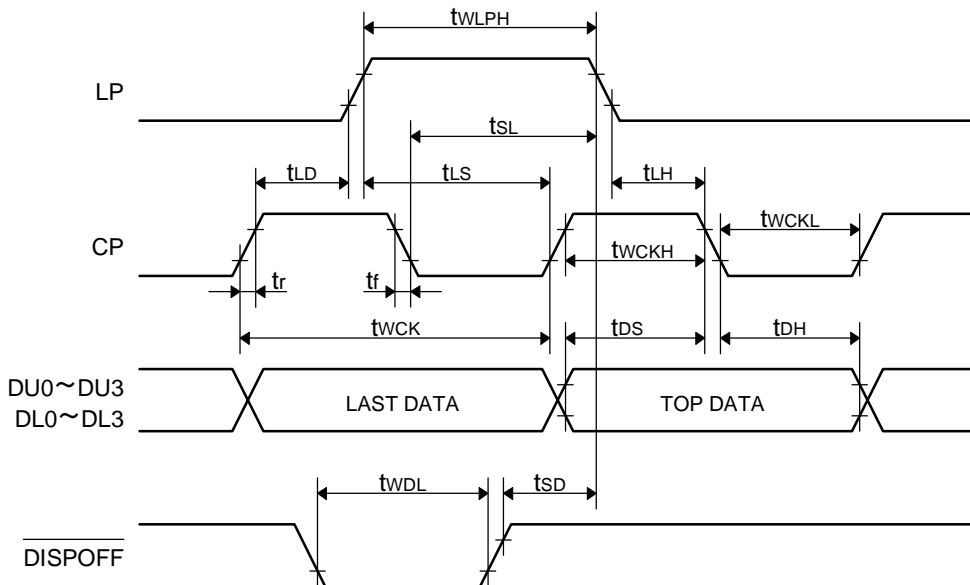 tWLPH
LP
tSL
tLD
tLS
tLH
CP
tWCKL
tWCKH
tr
tf
tWCK
tDS
tDH
DU0～DU3
DL0～DL3
LAST DATA
TOP DATA
tWDL
tSD
DISPOFF